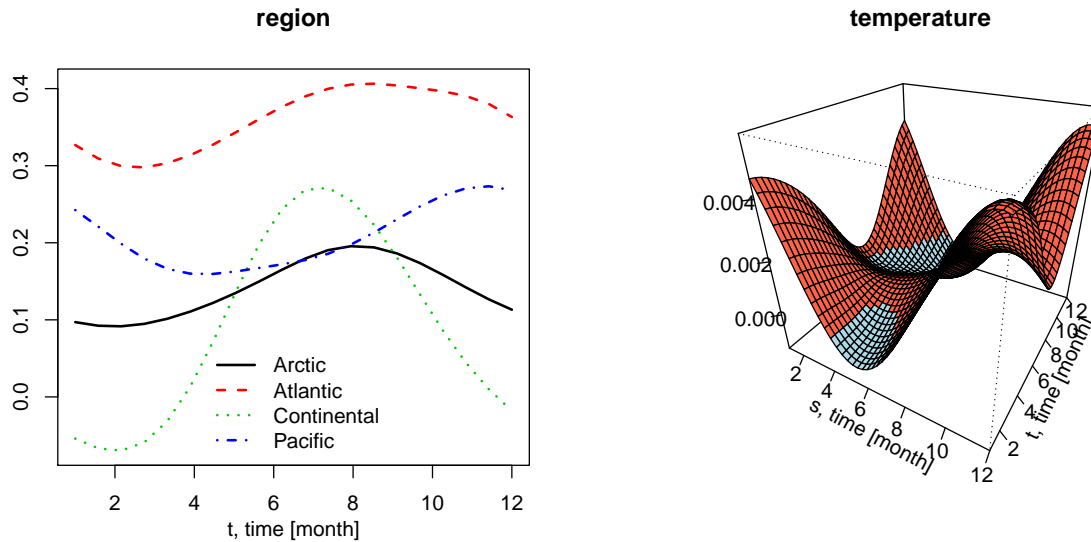 region
0.4
0.3
0.2
0.1
0.0
Arctic
Atlantic
Continental
Pacific
2 4 6 8 10 12
t, time [month]
temperature
0.004
0.002
0.000
2 4 6 8 10 12
s, time [month]
2 4 6 8 10 12
t, time [month]